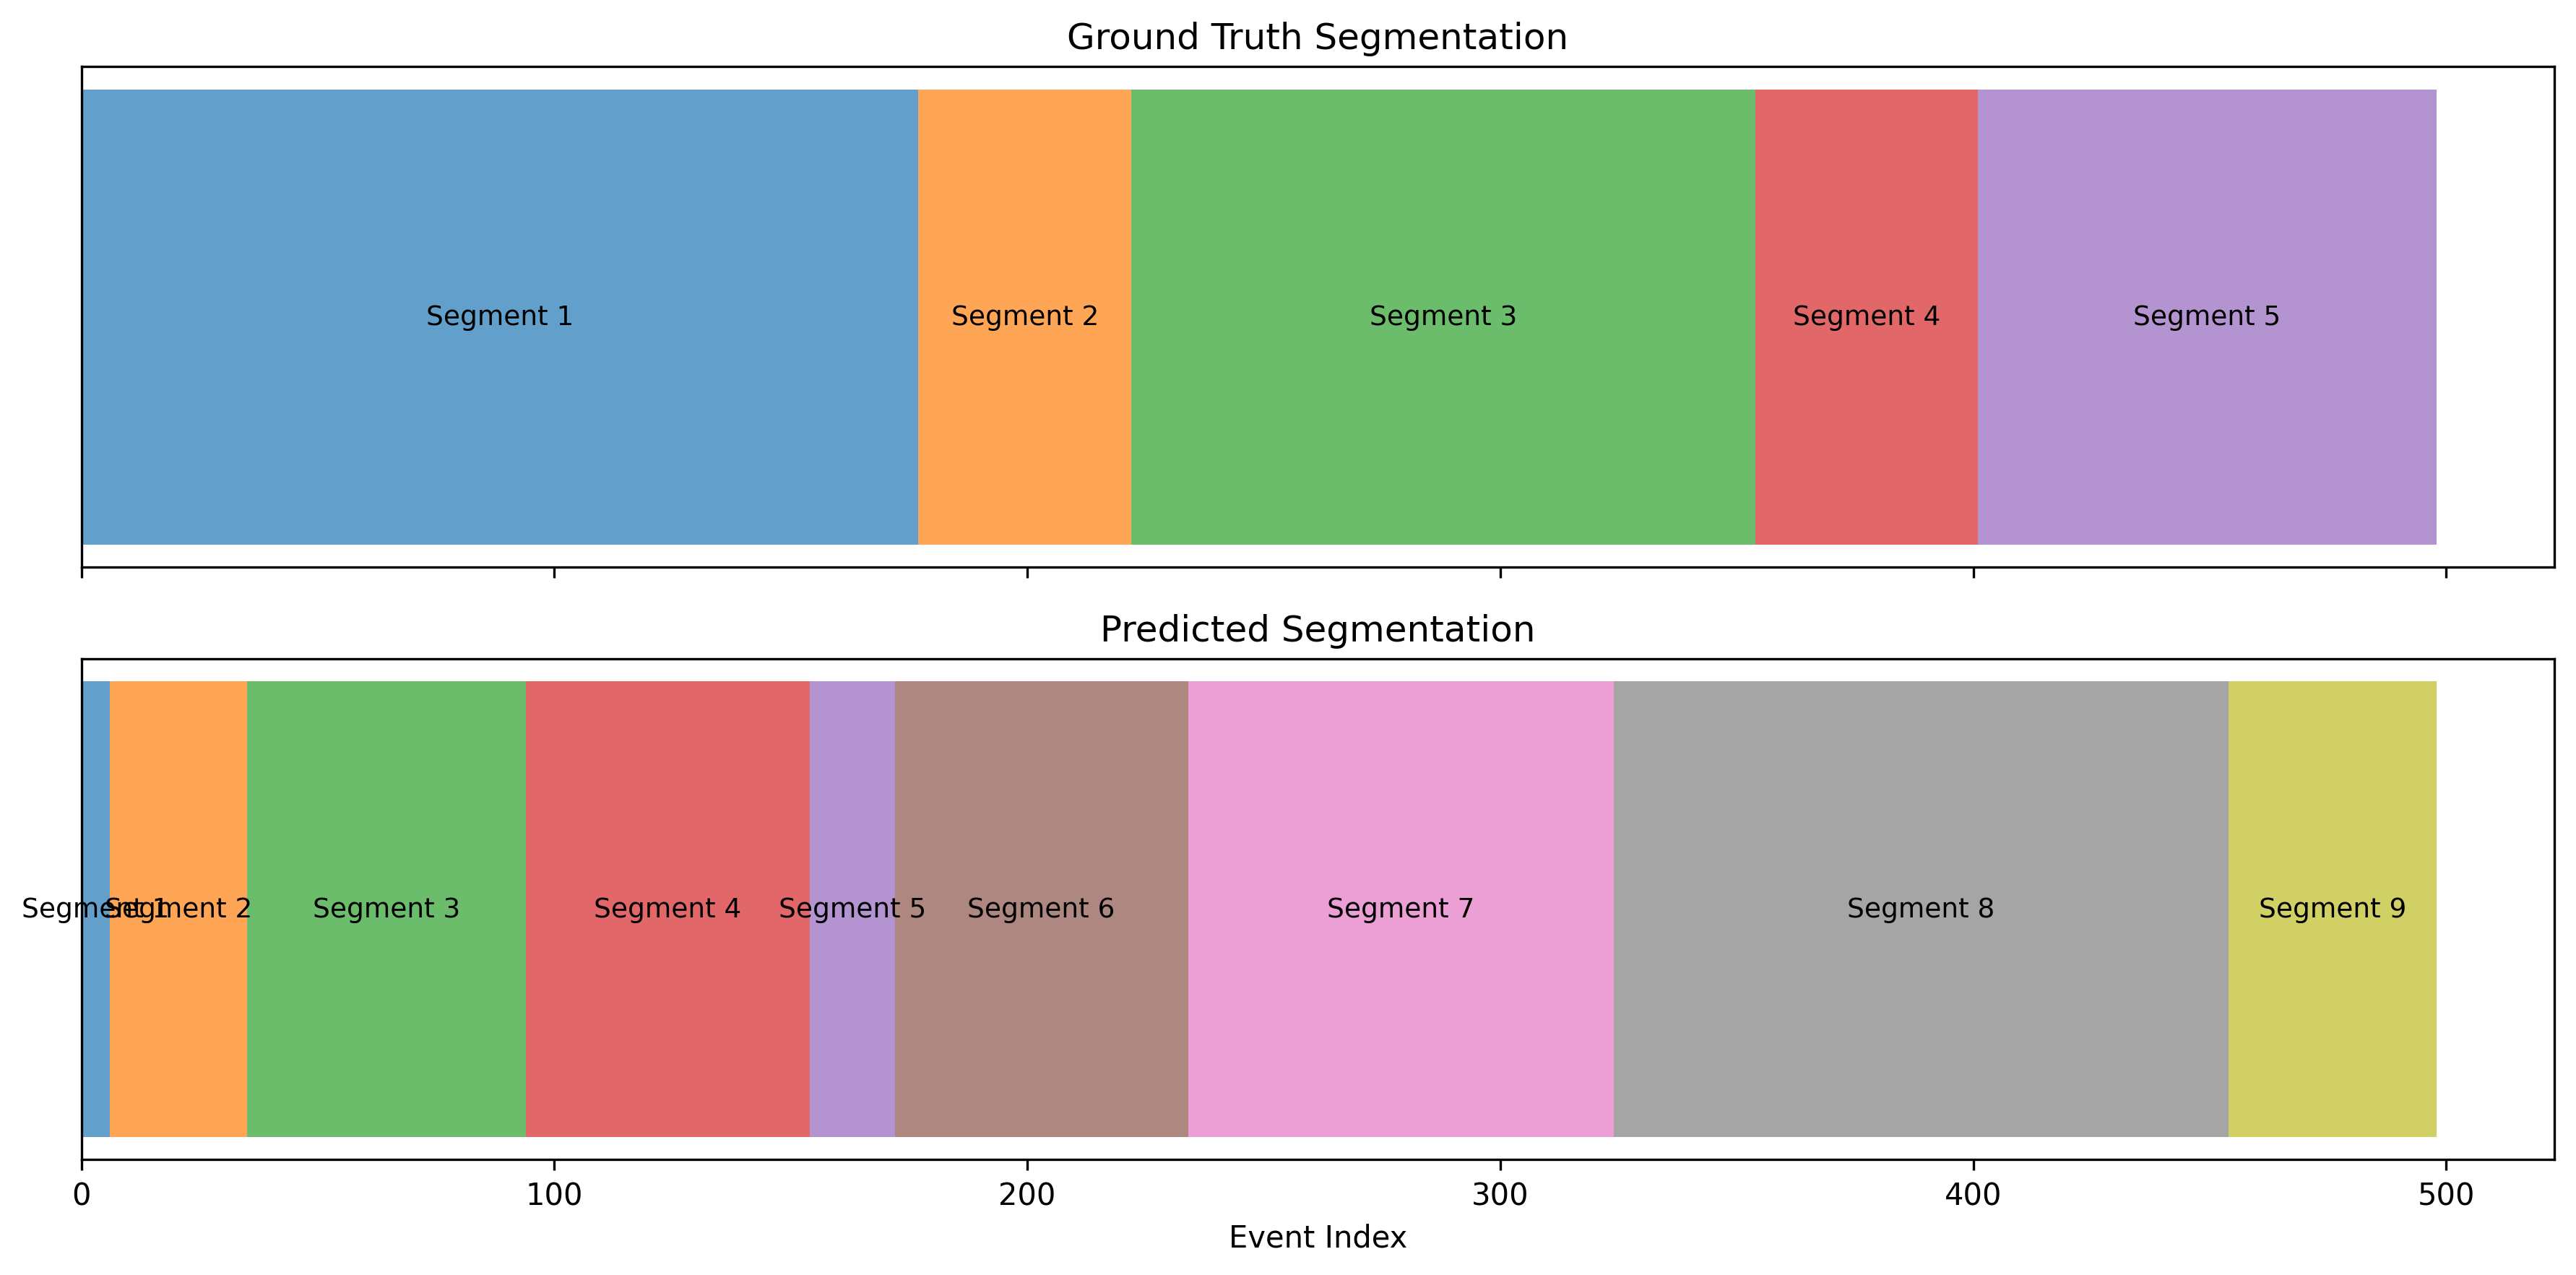 Ground Truth Segmentation
Segment 1 Segment 2 Segment 3 Segment 4 Segment 5
Predicted Segmentation
Segment 1 Segment 2 Segment 3 Segment 4 Segment 5 Segment 6 Segment 7 Segment 8 Segment 9
0 100 200 300 400 500
Event Index